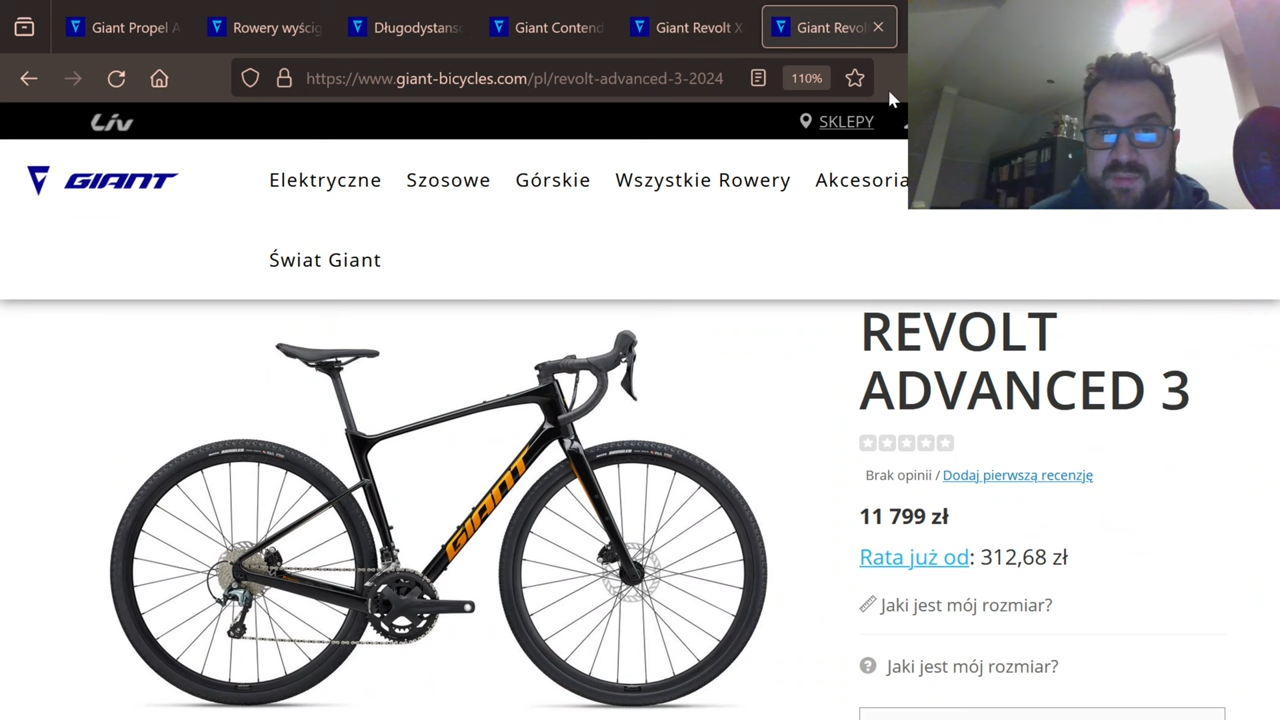 Giant Propel A
Rowery wyścig
Długodystans
Giant Contend
Giant Revolt X
Giant Revol
https://www.giant-bicycles.com/pl/revolt-advanced-3-2024
110%
Liv
SKLEPY
GIANT
Elektryczne
Szosowe
Górskie
Wszystkie Rowery
Akcesoria
Świat Giant
GIANT
REVOLT
ADVANCED 3
Brak opinii / Dodaj pierwszą recenzję
11 799 zł
Rata już od: 312,68 zł
Jaki jest mój rozmiar?
Jaki jest mój rozmiar?